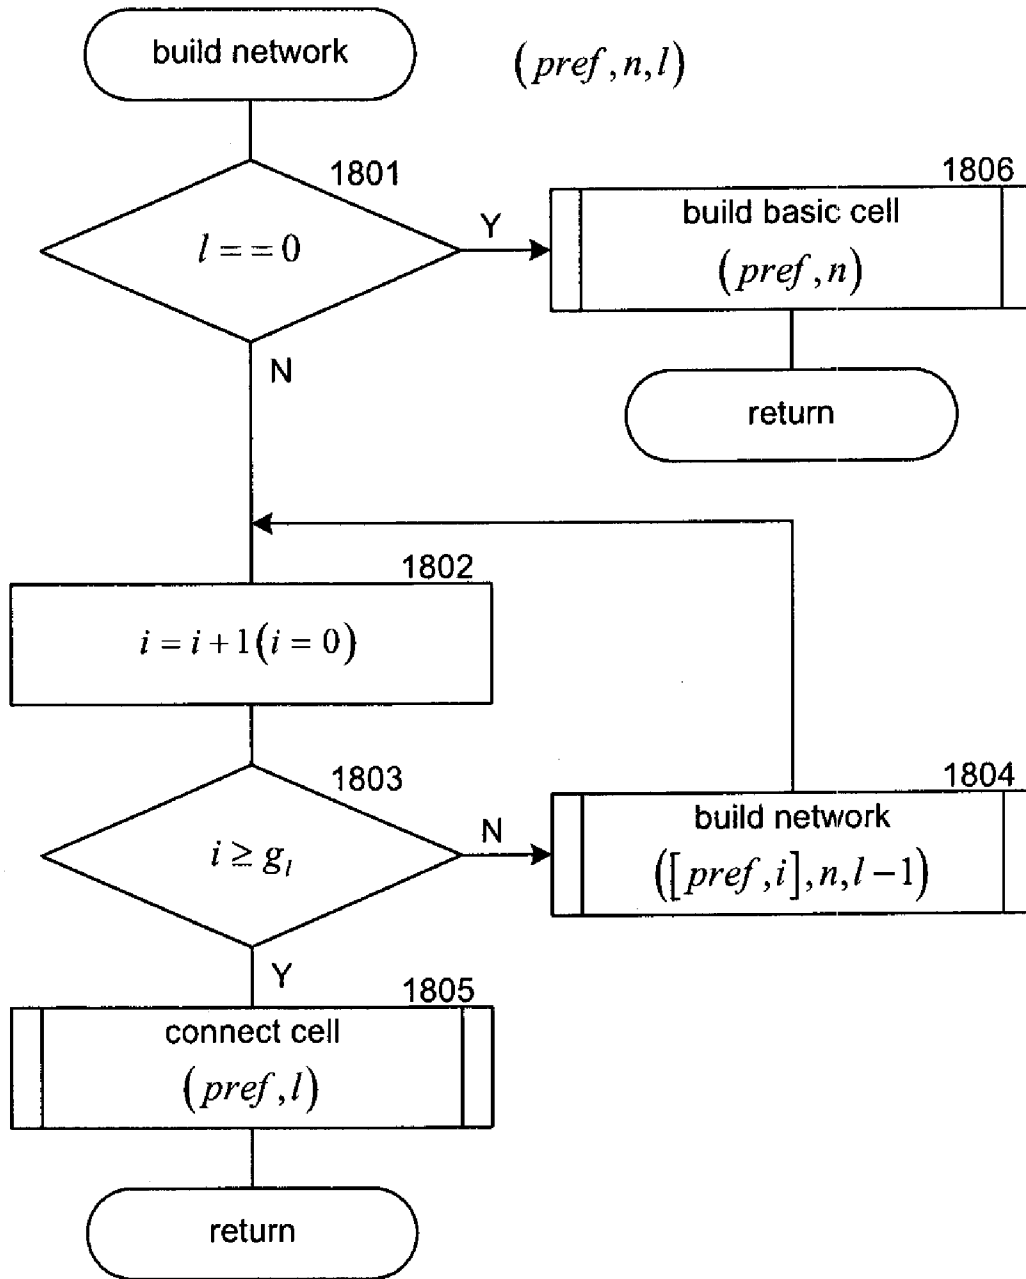 build network
(pref, n, l)
1801
l == 0
Y
N
1806
build basic cell
(pref, n)
return
1802
i = i + 1(i = 0)
1803
i ≥ gₗ
N
Y
1804
build network
([pref, i], n, l − 1)
1805
connect cell
(pref, l)
return